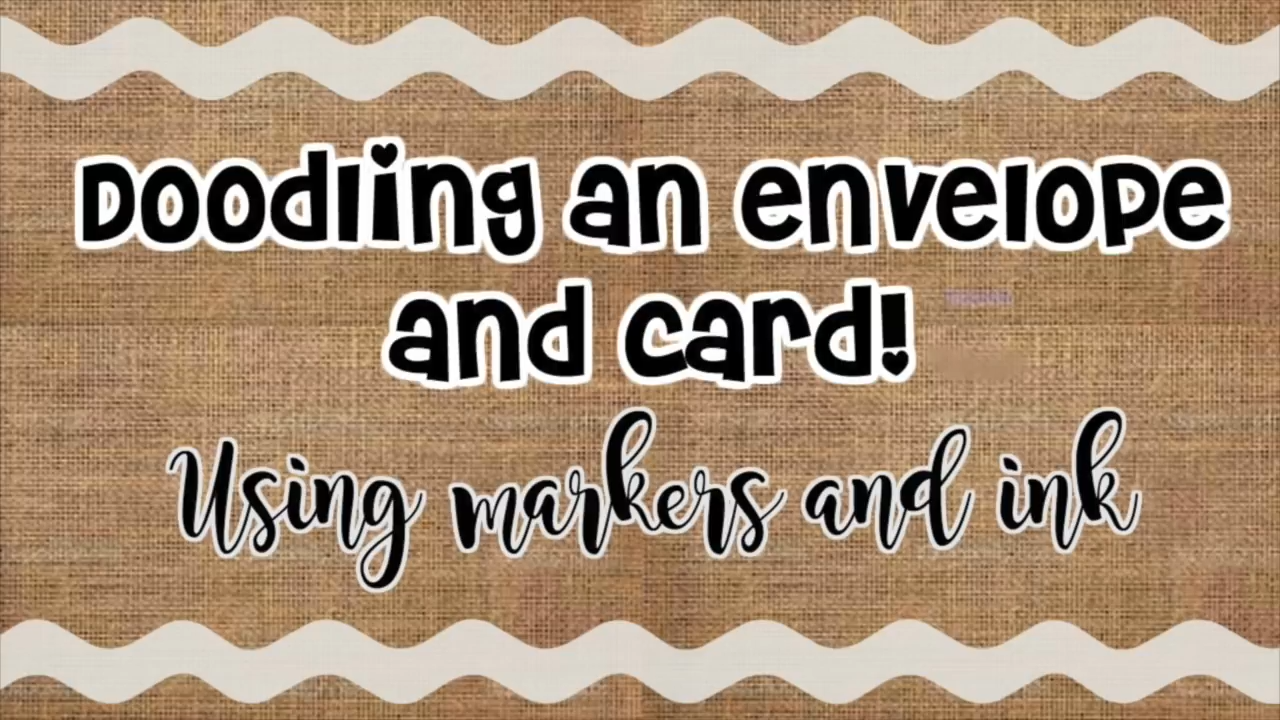 Doodling an envelope
and card!
Using markers and ink